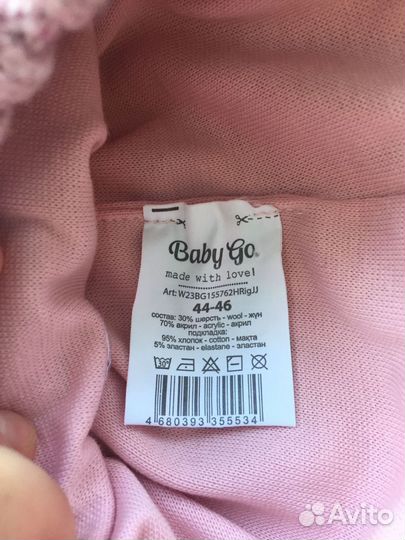 Baby Go®
made with love!
Art: W23BG155762HRigJJ
44-46
состав: 30% шерсть - wool - жүн
70% акрил - acrylic - акрил
подкладка:
95% хлопок - cotton - мақта
5% эластан - elastane - эластан
30°
4 680393 355534
Avito